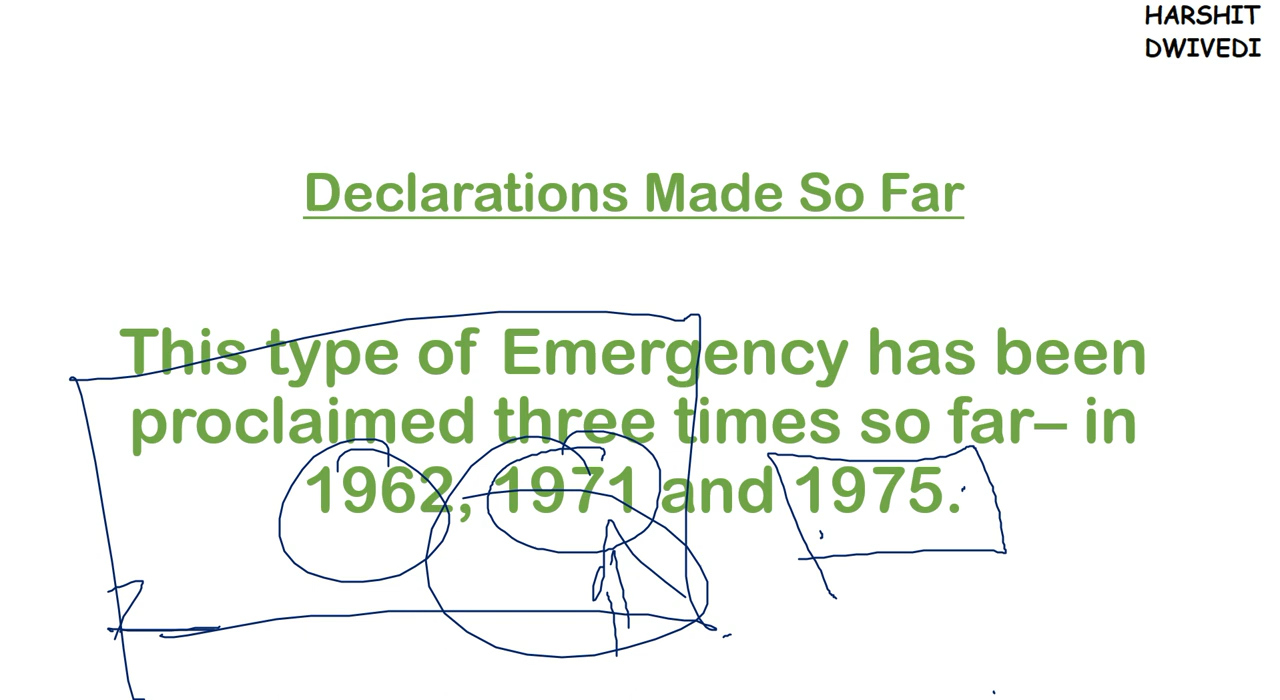 HARSHIT
DWIVEDI
Declarations Made So Far
This type of Emergency has been
proclaimed three times so far– in
1962, 1971 and 1975.